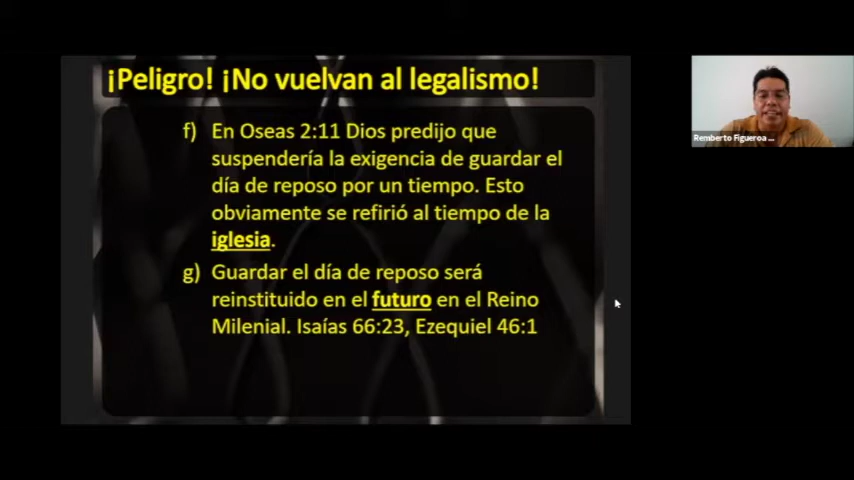 ¡Peligro! ¡No vuelvan al legalismo!
f) En Oseas 2:11 Dios predijo que
suspendería la exigencia de guardar el
día de reposo por un tiempo. Esto
obviamente se refirió al tiempo de la
iglesia.
g) Guardar el día de reposo será
reinstituido en el futuro en el Reino
Milenial. Isaías 66:23, Ezequiel 46:1
Remberto Figueroa ...